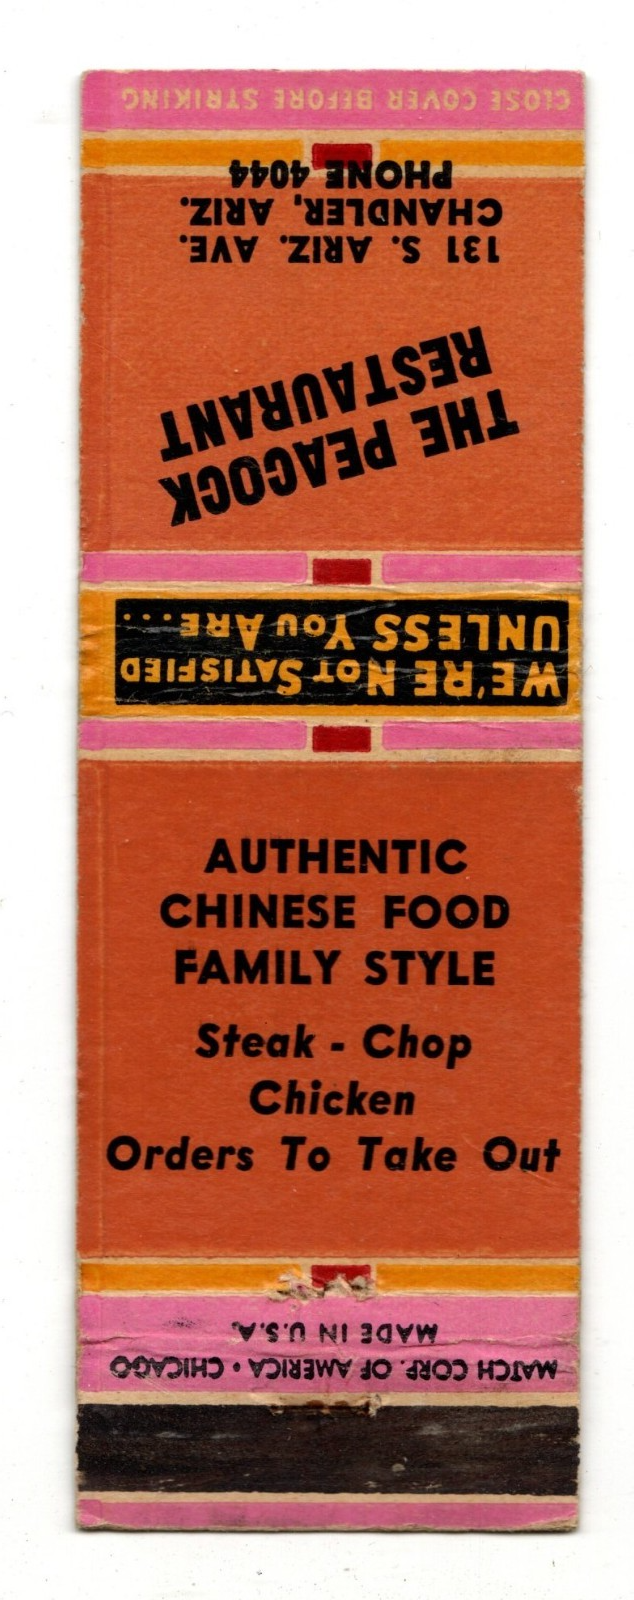 CLOSE COVER BEFORE STRIKING
THE PEACOCK
RESTAURANT
131 S. ARIZ. AVE.
CHANDLER, ARIZ.
PHONE 4044
WE'RE NOT SATISFIED
UNLESS YOU ARE...
AUTHENTIC
CHINESE FOOD
FAMILY STYLE
Steak - Chop
Chicken
Orders To Take Out
MATCH CORP. OF AMERICA • CHICAGO
MADE IN U.S.A.